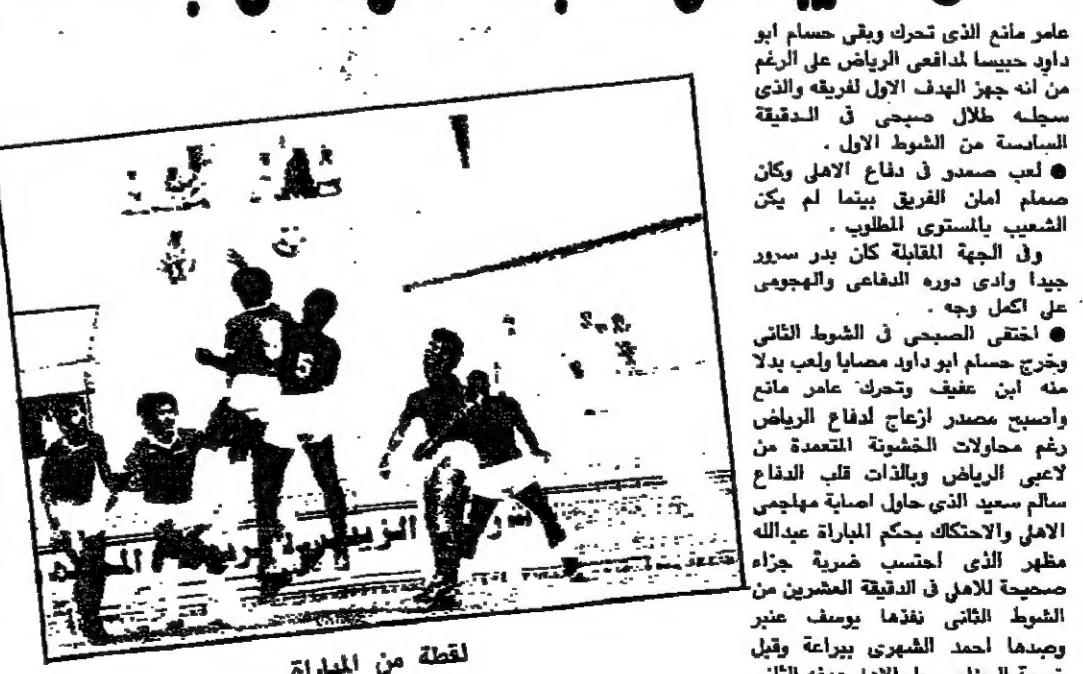 عامر مانع الذى تحرك وبقى حسام ابو
داود حبيسا لمدافعى الرياض على الرغم
من انه جهز الهدف الاول لفريقه والذى
سجله طلال صبحى فى الدقيقة
السادسة من الشوط الاول .
● لعب صمدو فى دفاع الاهلى وكان
صمام امان الفريق بينما لم يكن
الشعيب بالمستوى المطلوب .
وفى الجهة المقابلة كان بدر سرور
جيدا وادى دوره الدفاعى والهجومى
على اكمل وجه .
● اختفى الصبحى فى الشوط الثانى
وخرج حسام ابو داود مصابا ولعب بدلا
منه ابن عفيف وتحرك عامر مانع
وأصبح مصدر ازعاج لدفاع الرياض
رغم محاولات الخشونة المتعمدة من
لاعبى الرياض وبالذات قلب الدفاع
سالم سعيد الذى حاول اصابة مهاجمى
الاهلى والاحتكاك بحكم المباراة عبدالله
مظهر الذى احتسب ضربة جزاء
صحيحة للاهلى فى الدقيقة العشرين من
الشوط الثانى نفذها يوسف عنبر
وصدها احمد الشهرى ببراعة وقبل
لقطة من المباراة